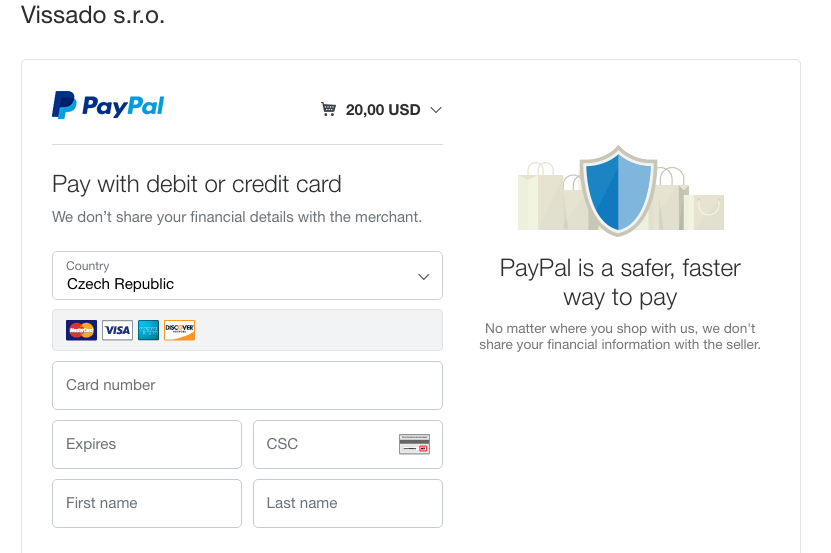 Vissado s.r.o.
PayPal
20,00 USD
Pay with debit or credit card
We don’t share your financial details with the merchant.
Country
Czech Republic
MasterCard VISA DISCOVER
Card number
Expires
CSC
First name
Last name
PayPal is a safer, faster
way to pay
No matter where you shop with us, we don't
share your financial information with the seller.